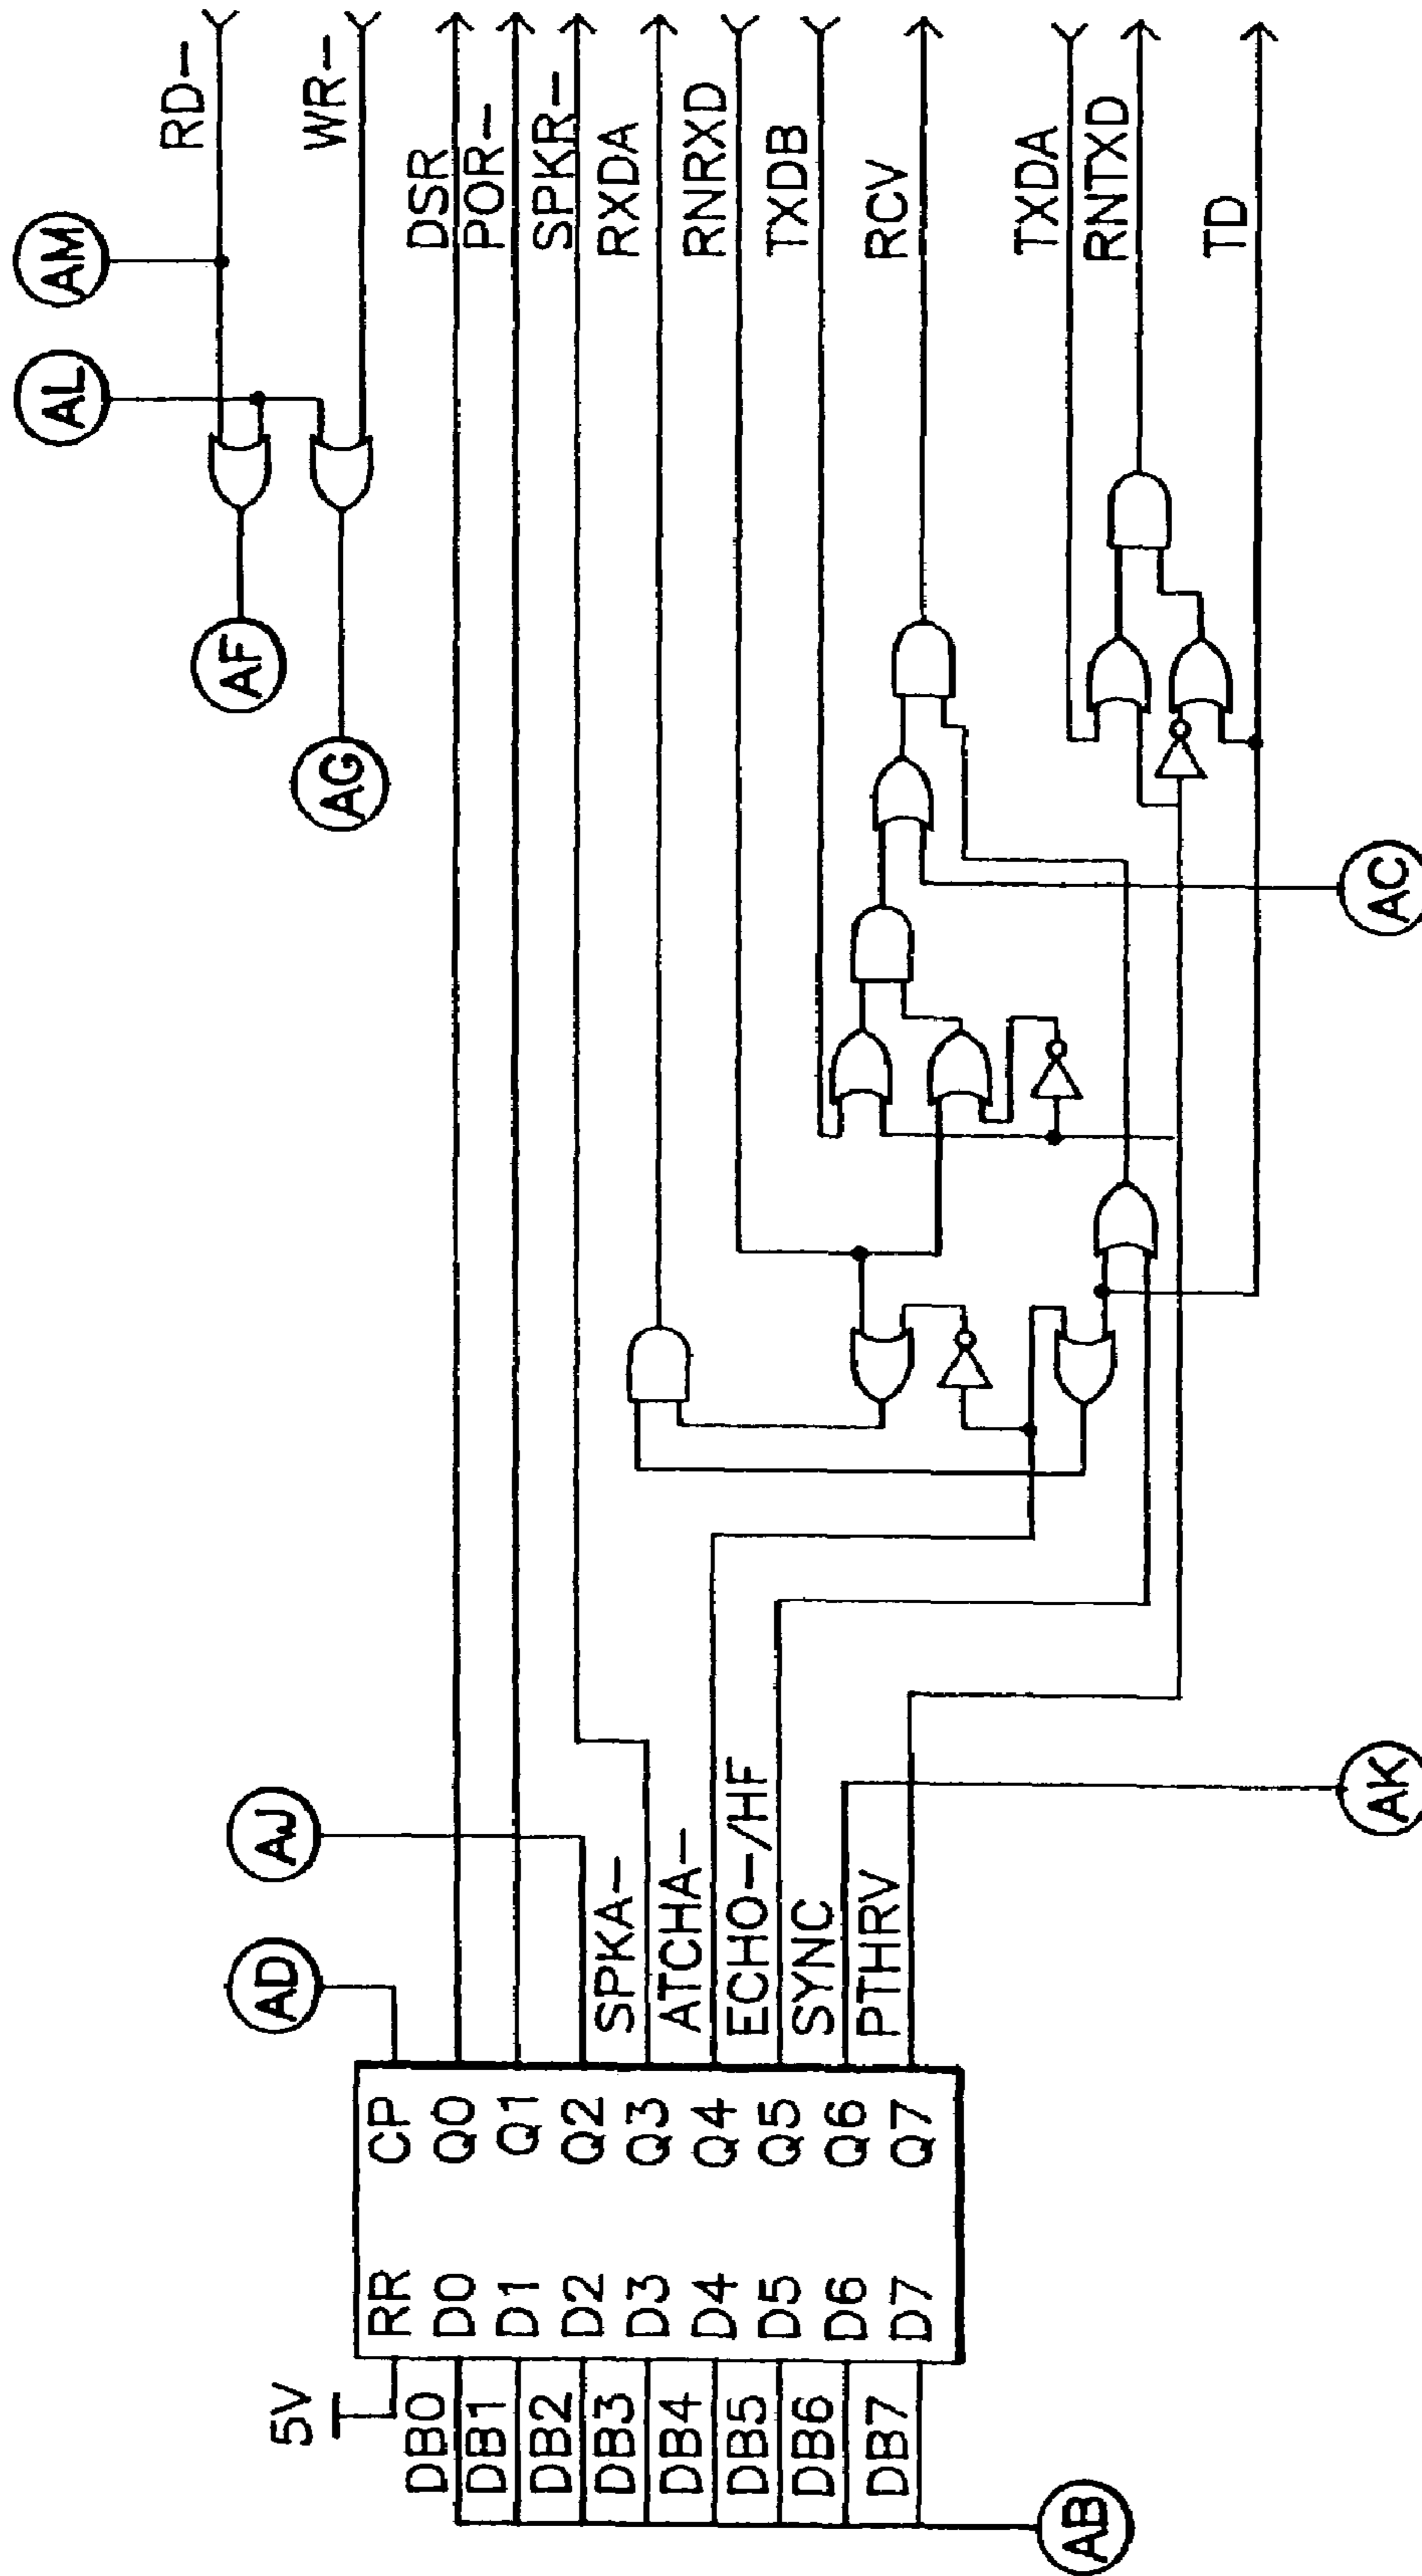 AM
RD-
AL
WR-
AF
AG
DSR
POR-
SPKR-
RXDA
RNRXD
TXDB
RCV
TXDA
RNTXD
TD
AC
AJ
AD
SPKA-
ATCHA-
ECHO-/HF
SYNC
PTHRV
AK
5V
RR CP
DB0 D0 Q0
DB1 D1 Q1
DB2 D2 Q2
DB3 D3 Q3
DB4 D4 Q4
DB5 D5 Q5
DB6 D6 Q6
DB7 D7 Q7
AB